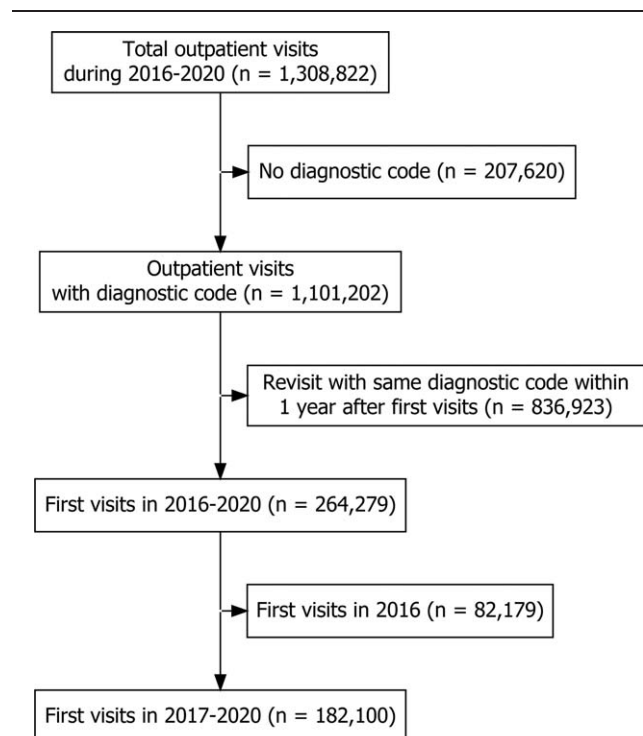 Total outpatient visits
during 2016-2020 (n = 1,308,822)
No diagnostic code (n = 207,620)
Outpatient visits
with diagnostic code (n = 1,101,202)
Revisit with same diagnostic code within
1 year after first visits (n = 836,923)
First visits in 2016-2020 (n = 264,279)
First visits in 2016 (n = 82,179)
First visits in 2017-2020 (n = 182,100)